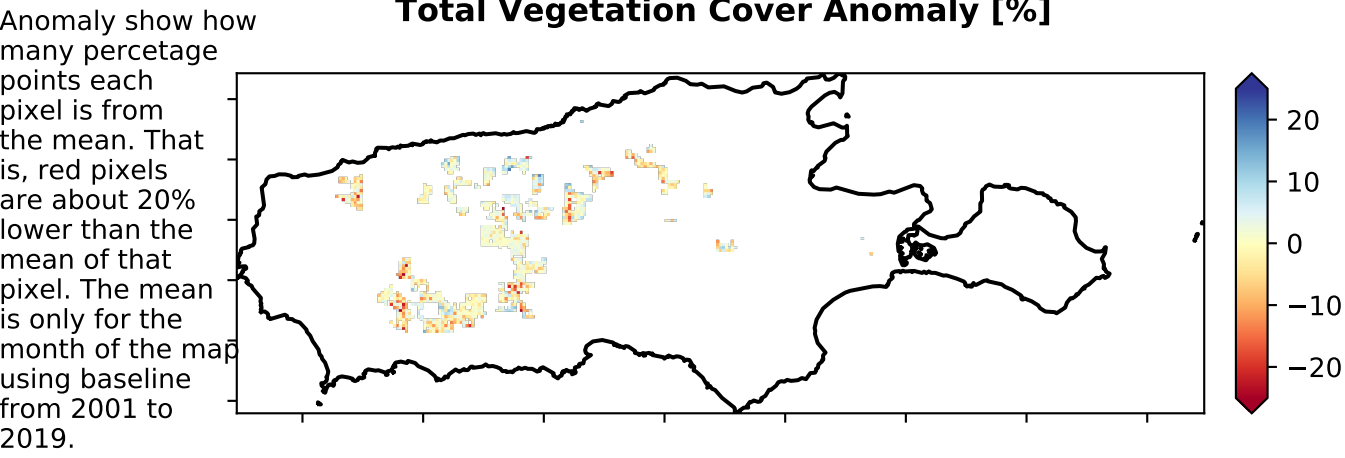 Total Vegetation Cover Anomaly [%]
Anomaly show how
many percetage
points each
pixel is from
the mean. That
is, red pixels
are about 20%
lower than the
mean of that
pixel. The mean
is only for the
month of the map
using baseline
from 2001 to
2019.
20
10
0
−10
−20